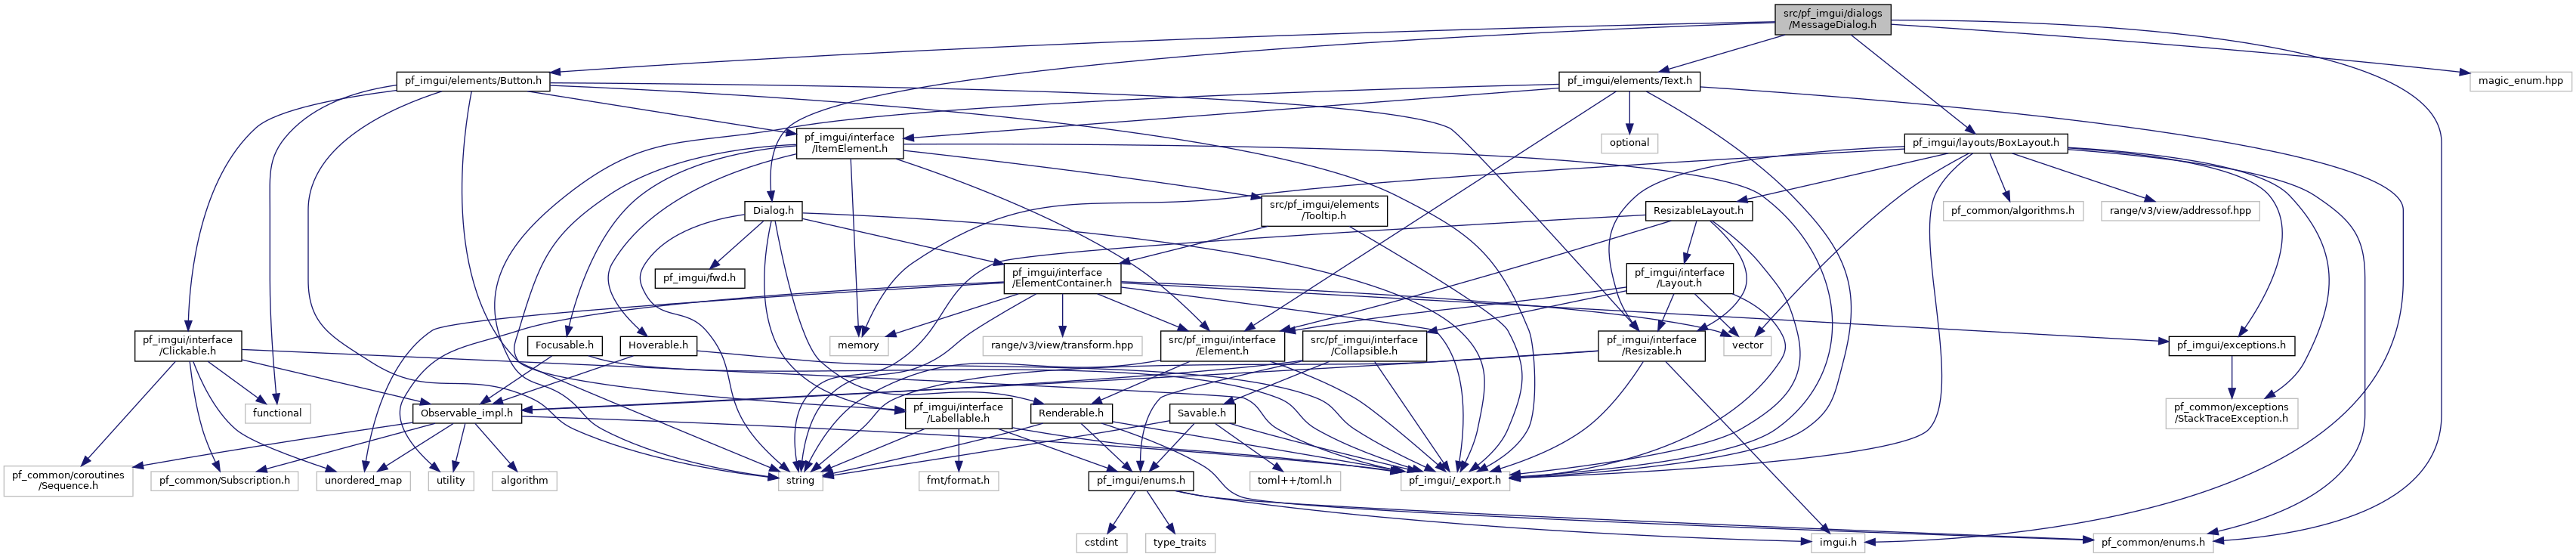 src/pf_imgui/dialogs
/MessageDialog.h
pf_imgui/elements/Button.h
pf_imgui/elements/Text.h
magic_enum.hpp
pf_imgui/interface
/ItemElement.h
optional
pf_imgui/layouts/BoxLayout.h
Dialog.h
src/pf_imgui/elements
/Tooltip.h
ResizableLayout.h
pf_common/algorithms.h
range/v3/view/addressof.hpp
pf_imgui/fwd.h
pf_imgui/interface
/ElementContainer.h
pf_imgui/interface
/Layout.h
pf_imgui/interface
/Clickable.h
Focusable.h
Hoverable.h
memory
range/v3/view/transform.hpp
src/pf_imgui/interface
/Element.h
src/pf_imgui/interface
/Collapsible.h
pf_imgui/interface
/Resizable.h
vector
pf_imgui/exceptions.h
functional
Observable_impl.h
pf_imgui/interface
/Labellable.h
Renderable.h
Savable.h
pf_common/exceptions
/StackTraceException.h
pf_common/coroutines
/Sequence.h
pf_common/Subscription.h
unordered_map
utility
algorithm
string
fmt/format.h
pf_imgui/enums.h
toml++/toml.h
pf_imgui/_export.h
cstdint
type_traits
imgui.h
pf_common/enums.h